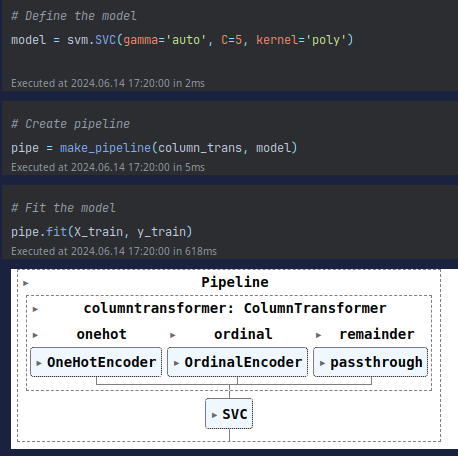 # Define the model
model = svm.SVC(gamma='auto', C=5, kernel='poly')
Executed at 2024.06.14 17:20:00 in 2ms
# Create pipeline
pipe = make_pipeline(column_trans, model)
Executed at 2024.06.14 17:20:00 in 5ms
# Fit the model
pipe.fit(X_train, y_train)
Executed at 2024.06.14 17:20:00 in 618ms
Pipeline
columntransformer: ColumnTransformer
onehot ordinal remainder
OneHotEncoder OrdinalEncoder passthrough
SVC